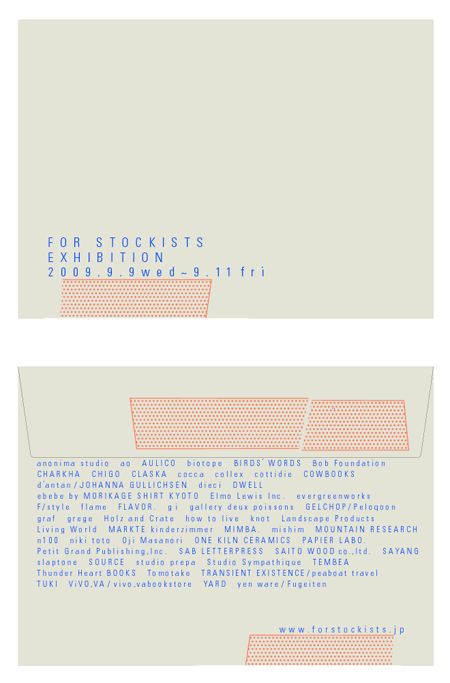 FOR STOCKISTS
EXHIBITION
2009.9.9wed~9.11fri
anonima studio ao AULICO biotope BIRDS' WORDS Bob Foundation
CHARKHA CHIGO CLASKA cocca collex cottidie COWBOOKS
d'antan/JOHANNA GULLICHSEN dieci DWELL
ebebe by MORIKAGE SHIRT KYOTO Elmo Lewis Inc. evergreenworks
F/style flame FLAVOR. gi gallery deux poissons GELCHOP/Peloqoon
graf grege Holz and Crate how to live knot Landscape Products
Living World MARKTE kinderzimmer MIMBA. mishim MOUNTAIN RESEARCH
n100 niki toto Oji Masanori ONE KILN CERAMICS PAPIER LABO.
Petit Grand Publishing,Inc. SAB LETTERPRESS SAITO WOOD co.,ltd. SAYANG
slaptone SOURCE studio prepa Studio Sympathique TEMBEA
Thunder Heart BOOKS Tomotake TRANSIENT EXISTENCE/peaboat travel
TUKI ViVO,VA/vivo,vabookstore YARD yen ware/Fugeiten
www.forstockists.jp